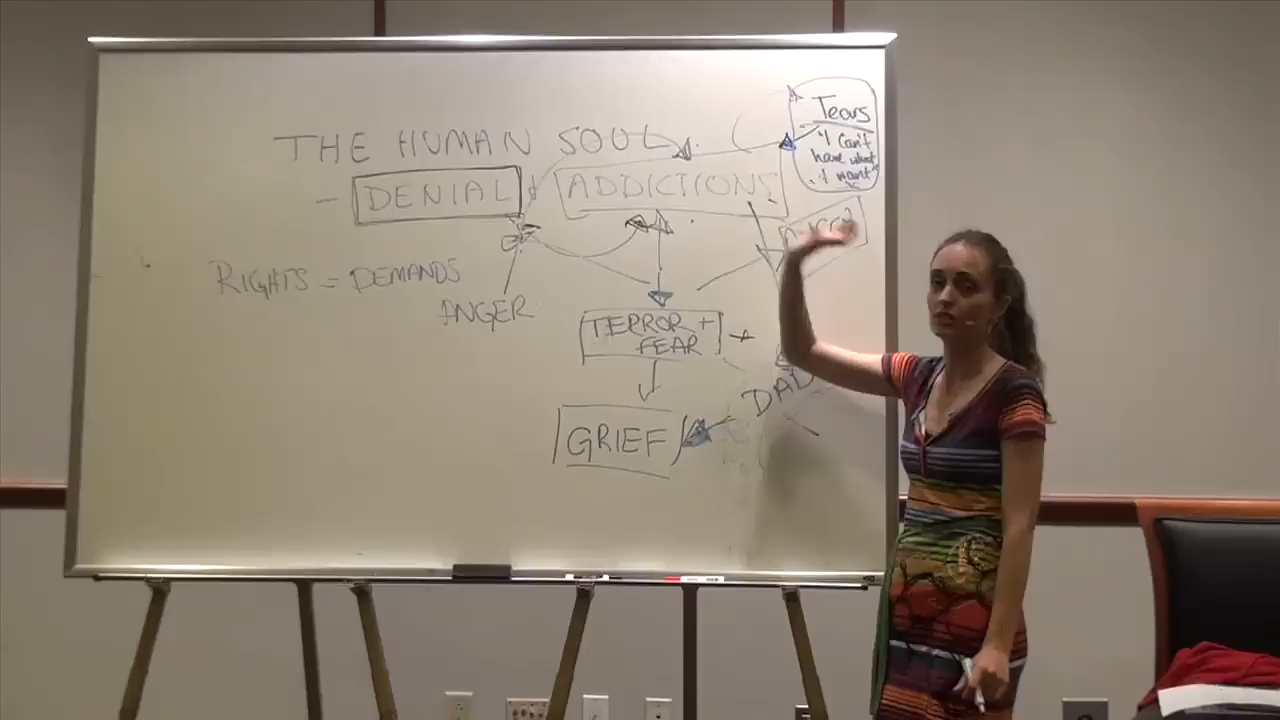 THE HUMAN SOUL
Tears
"I can't
have what
I want"
- DENIAL ADDICTIONS
RIGHTS = DEMANDS
ANGER
TERROR +
FEAR
DAD
GRIEF